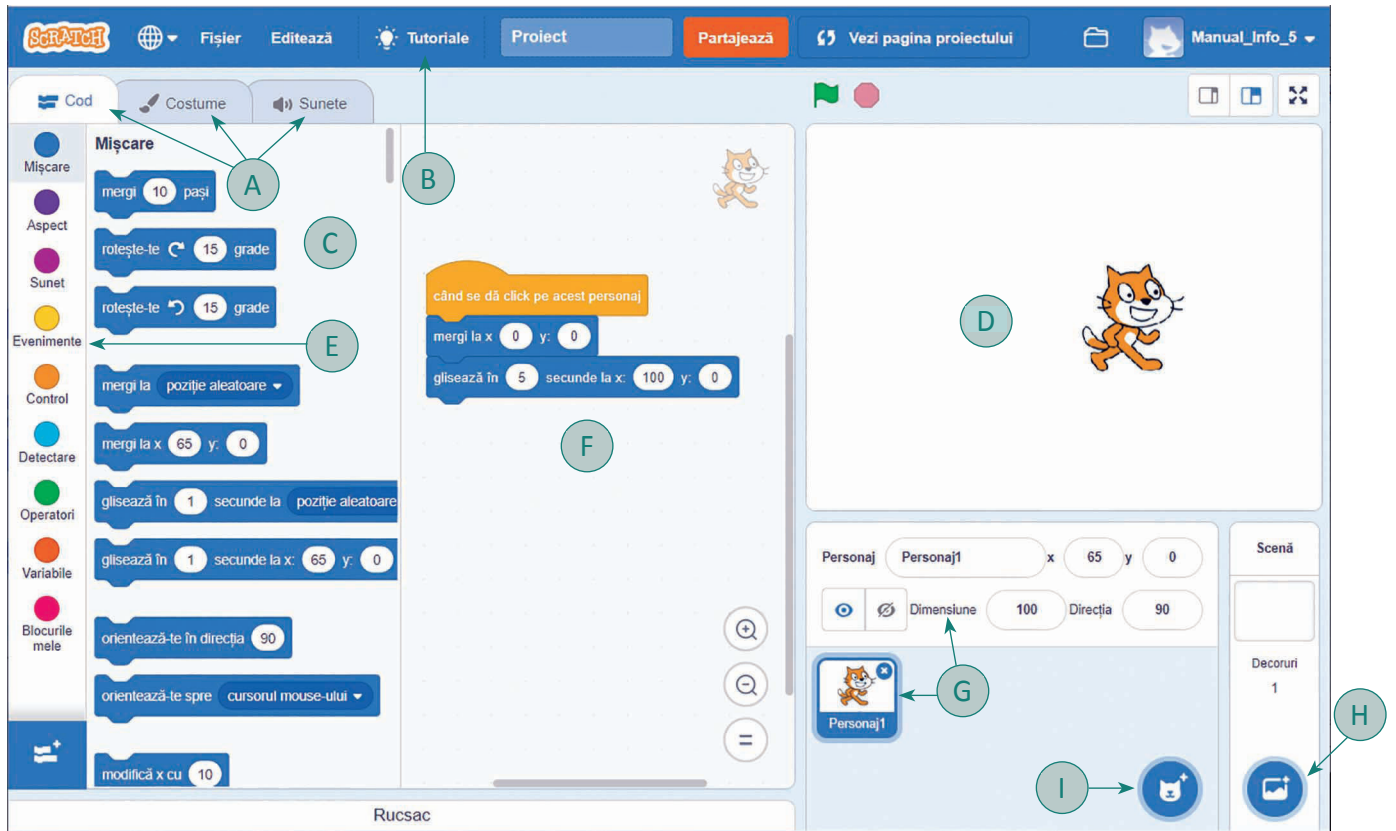 SCRATCH Fișier Editează Tutoriale Proiect Partajează Vezi pagina proiectului Manual_Info_5
Cod Costume Sunete
A
B
Mișcare
Aspect
Sunet
Evenimente
Control
Detectare
Operatori
Variabile
Blocurile
mele
Mișcare
mergi 10 pași
rotește-te 15 grade
C
rotește-te 15 grade
E
mergi la poziție aleatoare
mergi la x 65 y: 0
glisează în 1 secunde la poziție aleatoare
glisează în 1 secunde la x: 65 y: 0
orientează-te în direcția 90
orientează-te spre cursorul mouse-ului
modifică x cu 10
când se dă click pe acest personaj
mergi la x 0 y: 0
glisează în 5 secunde la x: 100 y: 0
F
=
Rucsac
D
Personaj Personaj1 x 65 y 0
Dimensiune 100 Direcția 90
G
Personaj1
I
Scenă
Decoruri
1
H